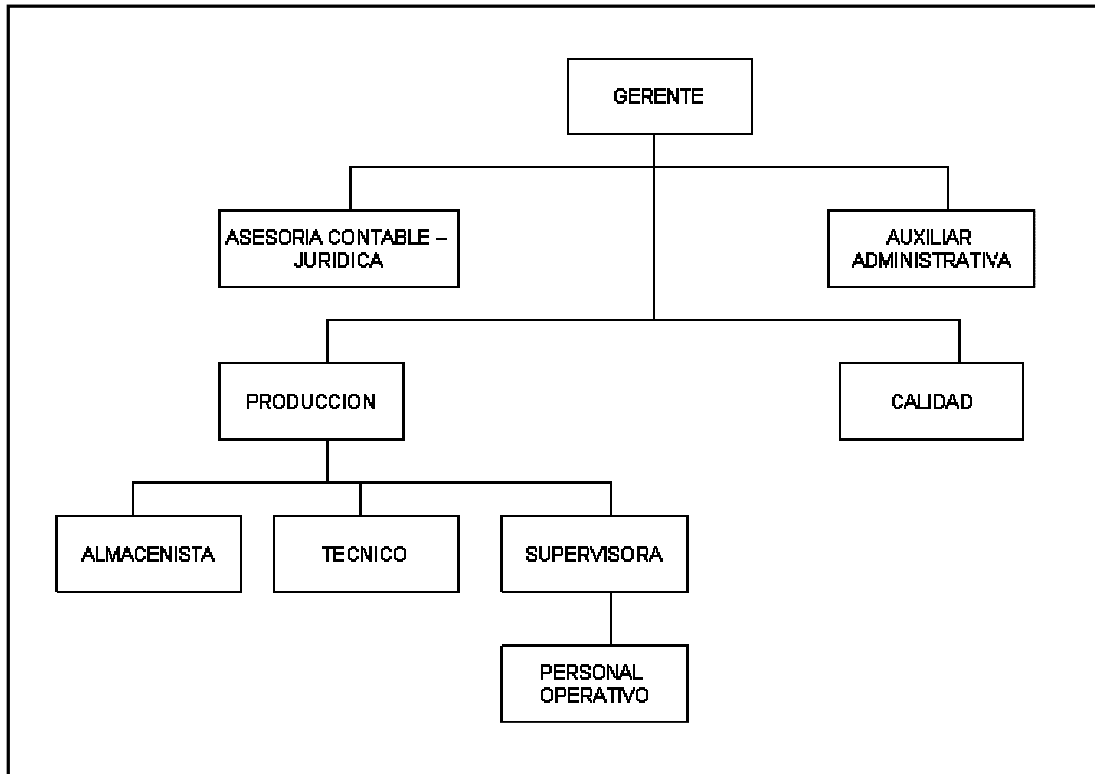 GERENTE
ASESORIA CONTABLE –
JURIDICA
AUXILIAR
ADMINISTRATIVA
PRODUCCION
CALIDAD
ALMACENISTA
TECNICO
SUPERVISORA
PERSONAL
OPERATIVO